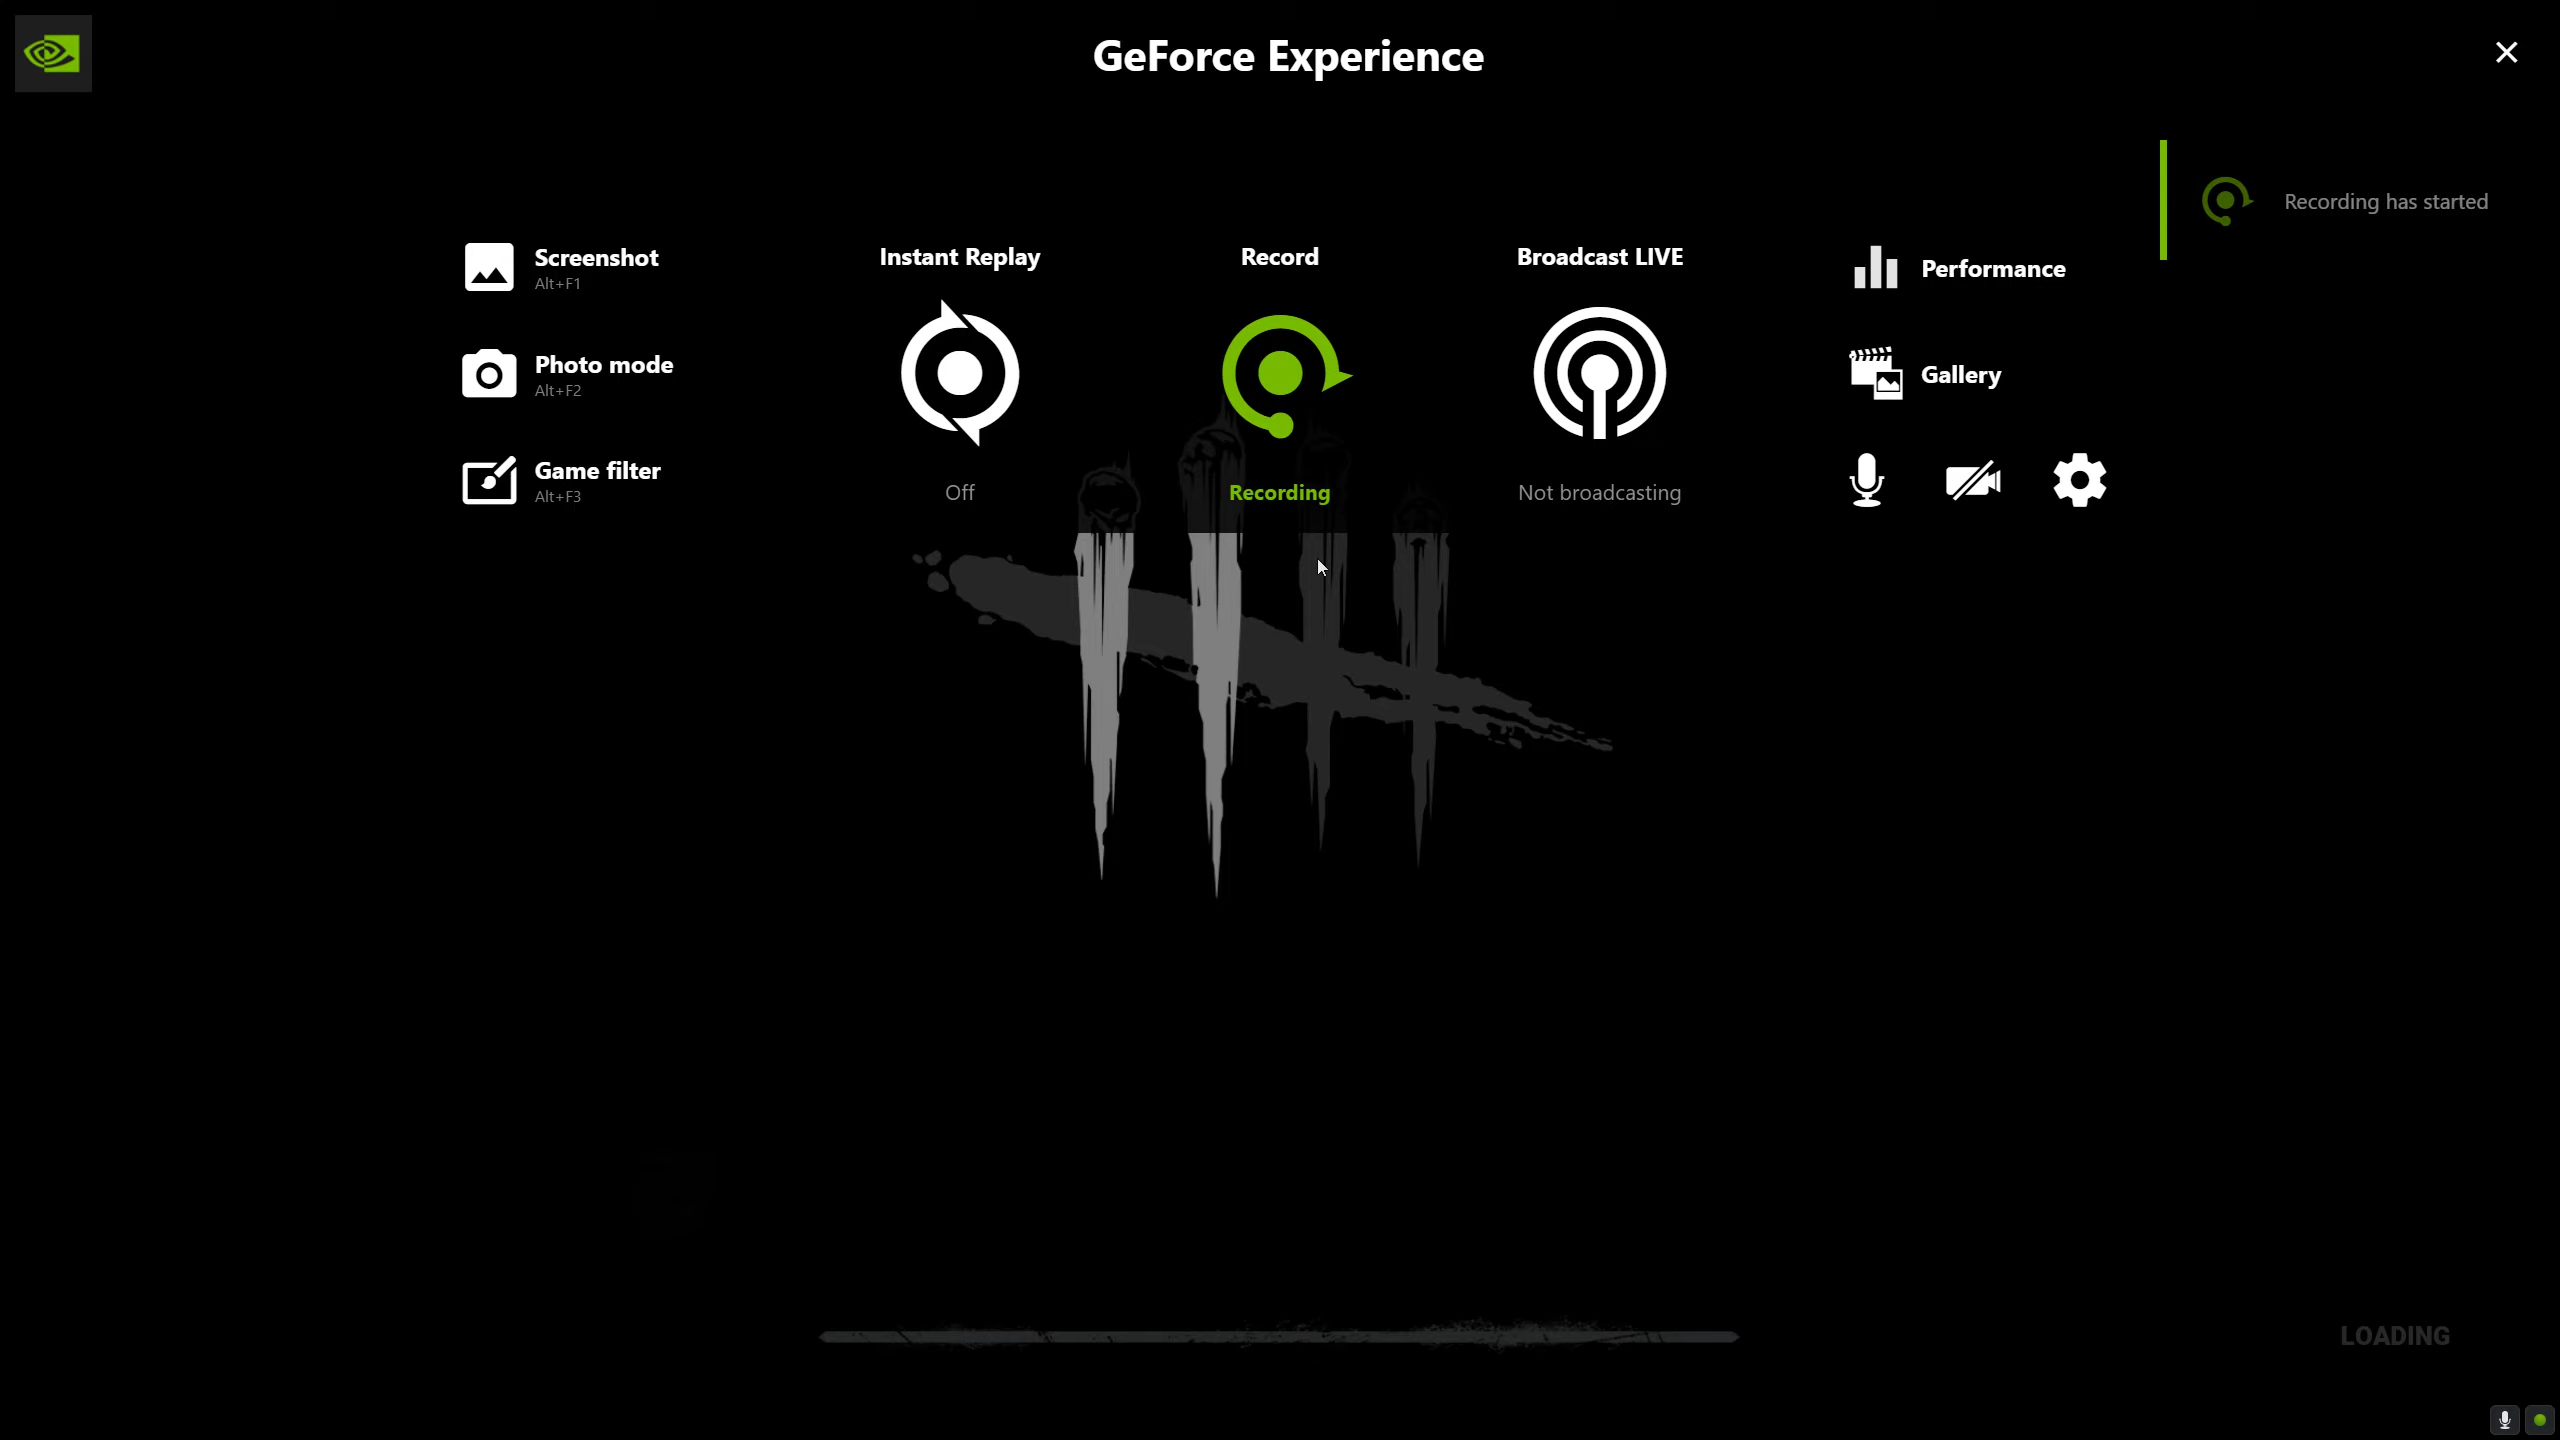 GeForce Experience
Recording has started
Screenshot
Alt+F1
Photo mode
Alt+F2
Game filter
Alt+F3
Instant Replay
Off
Record
Recording
Broadcast LIVE
Not broadcasting
Performance
Gallery
LOADING